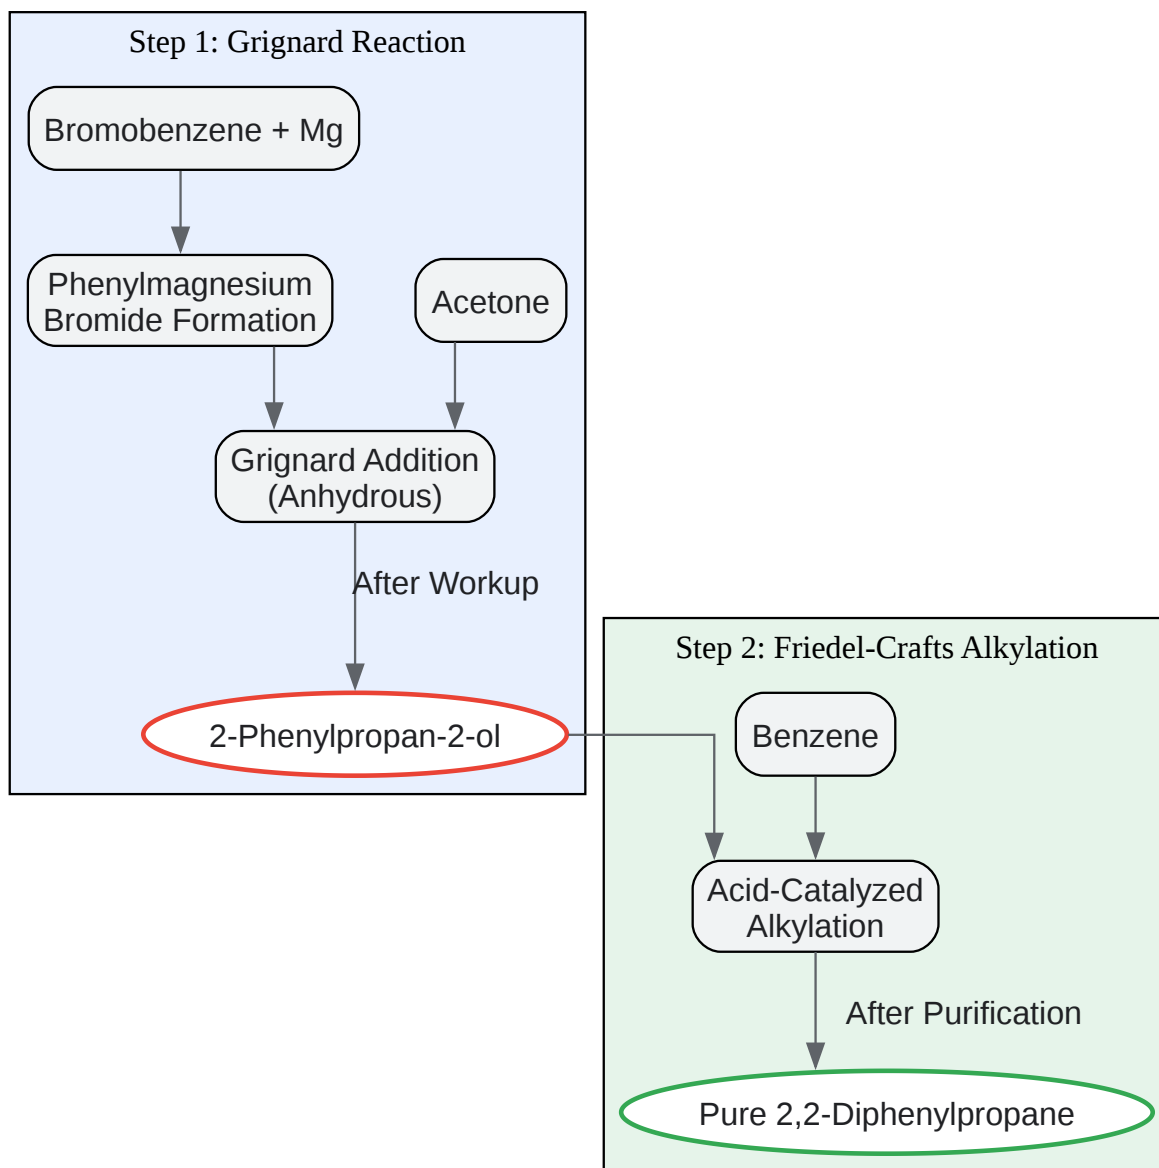 Step 1: Grignard Reaction
Bromobenzene + Mg
Phenylmagnesium
Bromide Formation
Acetone
Grignard Addition
(Anhydrous)
After Workup
2-Phenylpropan-2-ol
Step 2: Friedel-Crafts Alkylation
Benzene
Acid-Catalyzed
Alkylation
After Purification
Pure 2,2-Diphenylpropane